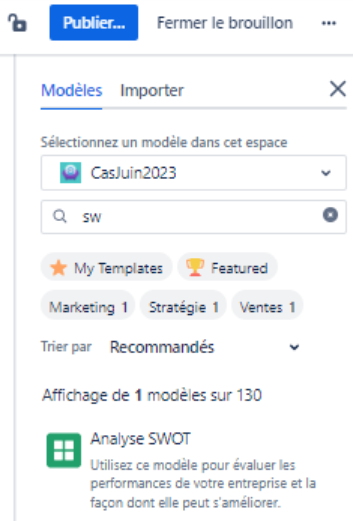 Publier... Fermer le brouillon ...
Modèles Importer
Sélectionnez un modèle dans cet espace
CasJuin2023
sw
My Templates Featured
Marketing 1 Stratégie 1 Ventes 1
Trier par Recommandés
Affichage de 1 modèles sur 130
Analyse SWOT
Utilisez ce modèle pour évaluer les
performances de votre entreprise et la
façon dont elle peut s'améliorer.